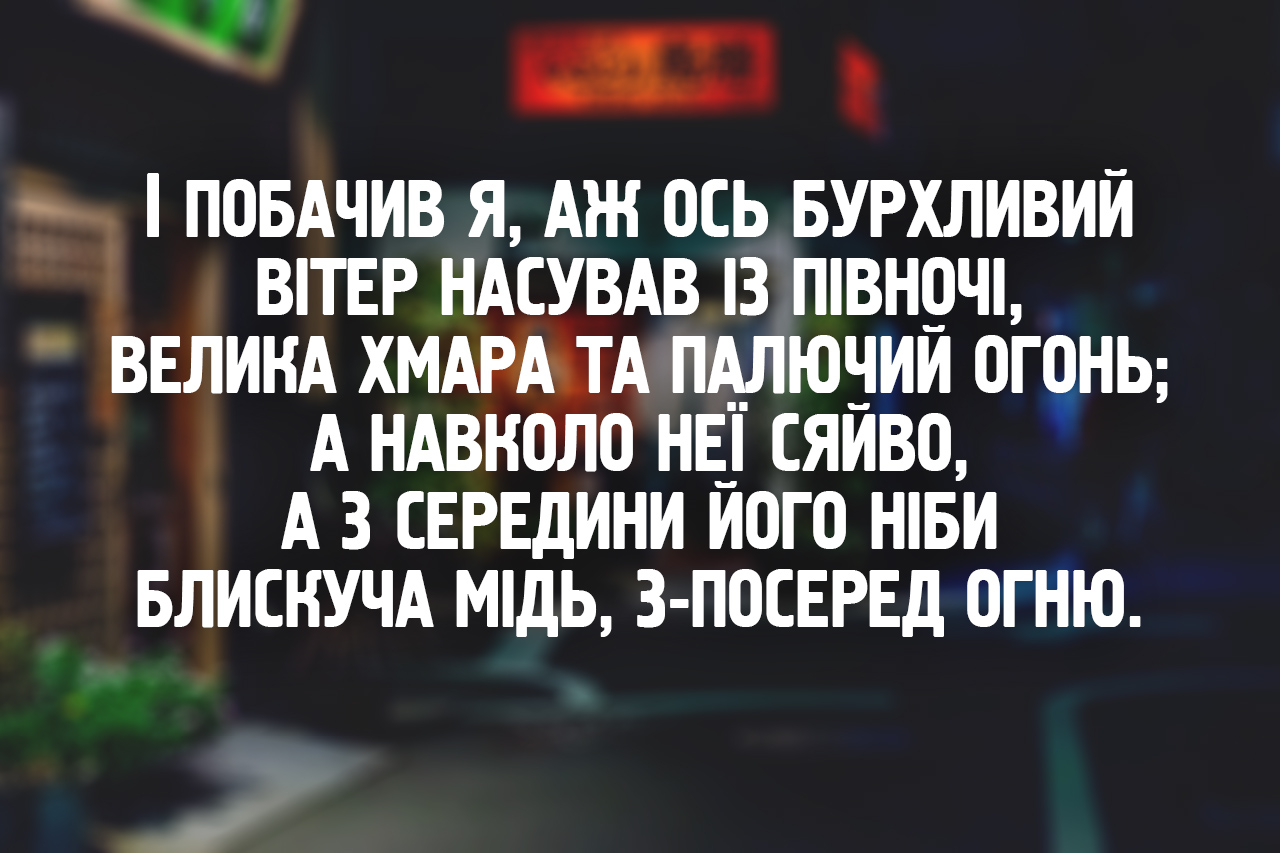 І ПОБАЧИВ Я, АЖ ОСЬ БУРХЛИВИЙ
ВІТЕР НАСУВАВ ІЗ ПІВНОЧІ,
ВЕЛИКА ХМАРА ТА ПАЛЮЧИЙ ОГОНЬ;
А НАВКОЛО НЕЇ СЯЙВО,
А З СЕРЕДИНИ ЙОГО НІБИ
БЛИСКУЧА МІДЬ, З-ПОСЕРЕД ОГНЮ.